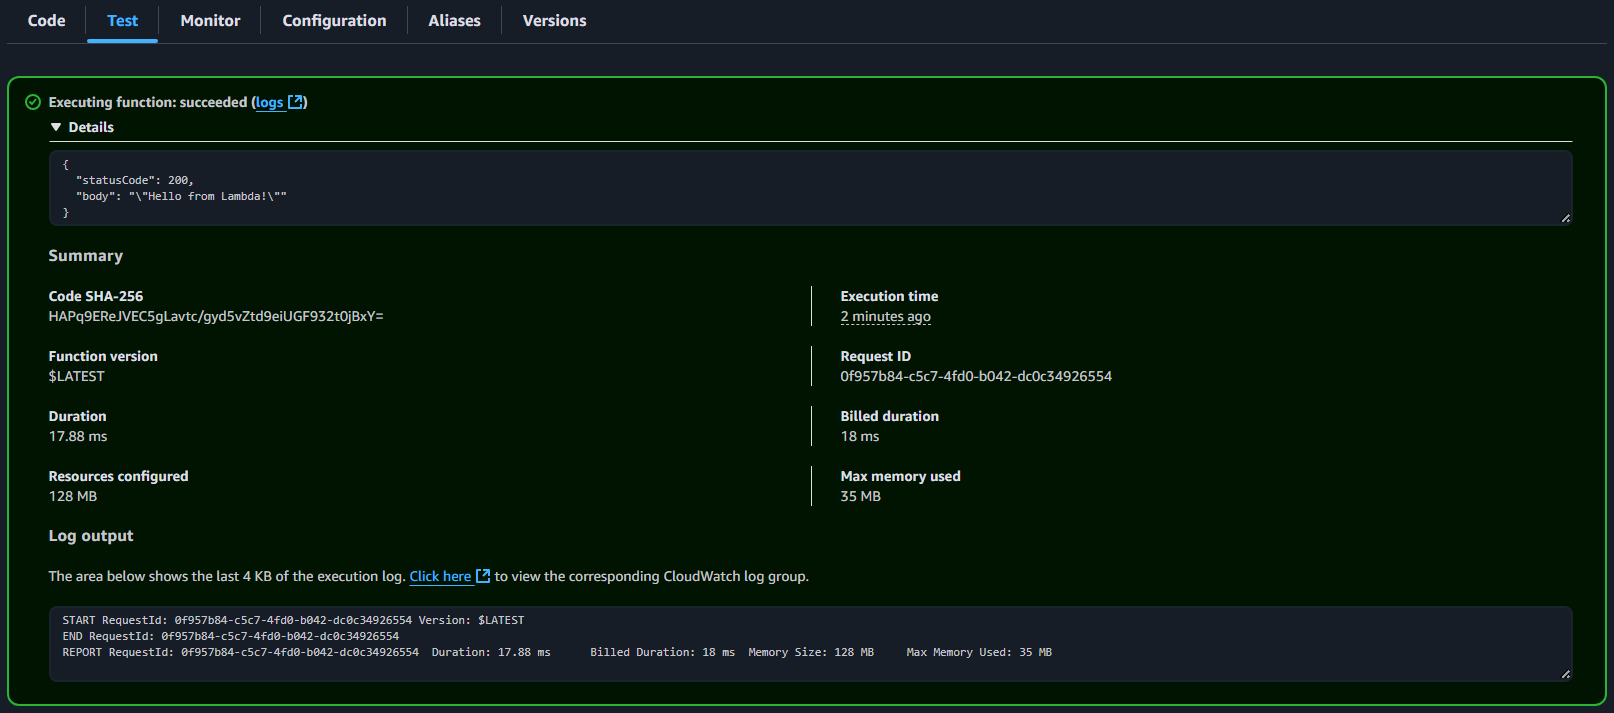 Code Test Monitor Configuration Aliases Versions
Executing function: succeeded (logs)
Details
{
  "statusCode": 200,
  "body": "\"Hello from Lambda!\""
}
Summary
Code SHA-256
HAPq9EReJVEC5gLavtc/gyd5vZtd9eiUGF932t0jBxY=
Execution time
2 minutes ago
Function version
$LATEST
Request ID
0f957b84-c5c7-4fd0-b042-dc0c34926554
Duration
17.88 ms
Billed duration
18 ms
Resources configured
128 MB
Max memory used
35 MB
Log output
The area below shows the last 4 KB of the execution log. Click here to view the corresponding CloudWatch log group.
START RequestId: 0f957b84-c5c7-4fd0-b042-dc0c34926554 Version: $LATEST
END RequestId: 0f957b84-c5c7-4fd0-b042-dc0c34926554
REPORT RequestId: 0f957b84-c5c7-4fd0-b042-dc0c34926554  Duration: 17.88 ms      Billed Duration: 18 ms  Memory Size: 128 MB     Max Memory Used: 35 MB